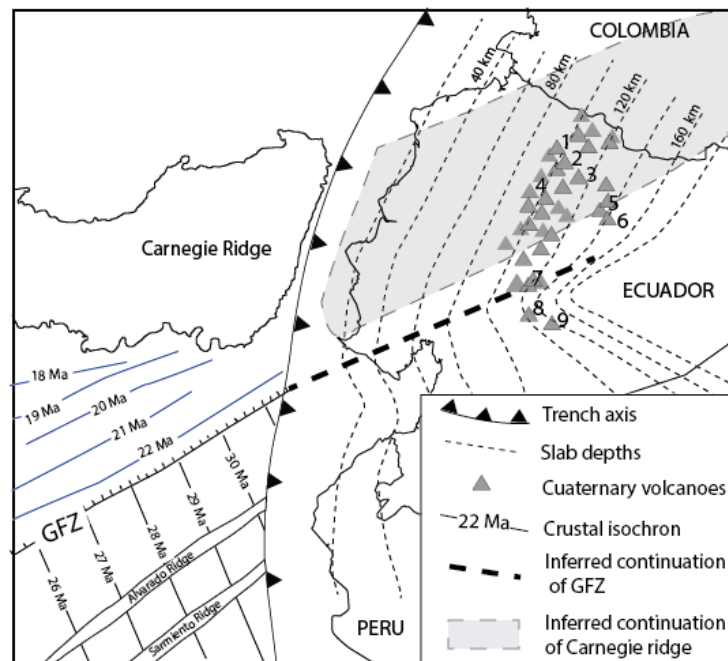 COLOMBIA
40 km
80 km
120 km
160 km
1
2
3
4
5
6
Carnegie Ridge
7
ECUADOR
8
9
18 Ma
19 Ma
20 Ma
21 Ma
22 Ma
30 Ma
29 Ma
28 Ma
27 Ma
26 Ma
GFZ
Alvarado Ridge
Sarmiento Ridge
PERU
Trench axis
Slab depths
Cuaternary volcanoes
22 Ma
Crustal isochron
Inferred continuation
of GFZ
Inferred continuation
of Carnegie ridge